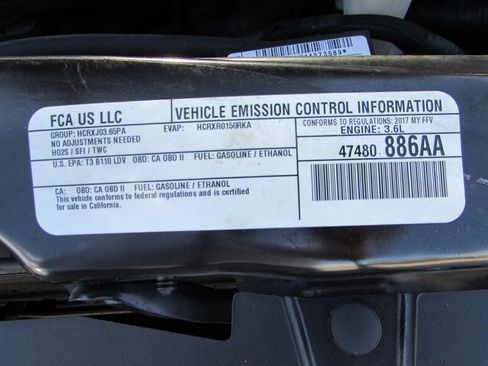 FCA US LLC
VEHICLE EMISSION CONTROL INFORMATION
GROUP: HCRXJ03.65PA
EVAP: HCRXR0150RKA
NO ADJUSTMENTS NEEDED
HO2S / SFI / TWC
CONFORMS TO REGULATIONS: 2017 MY FFV
ENGINE: 3.6L
U.S. EPA: T3 B110 LDV OBD: CA OBD II FUEL: GASOLINE / ETHANOL
47480 886AA
CA: OBD: CA OBD II FUEL: GASOLINE / ETHANOL
This vehicle conforms to federal regulations and is certified
for sale in California.